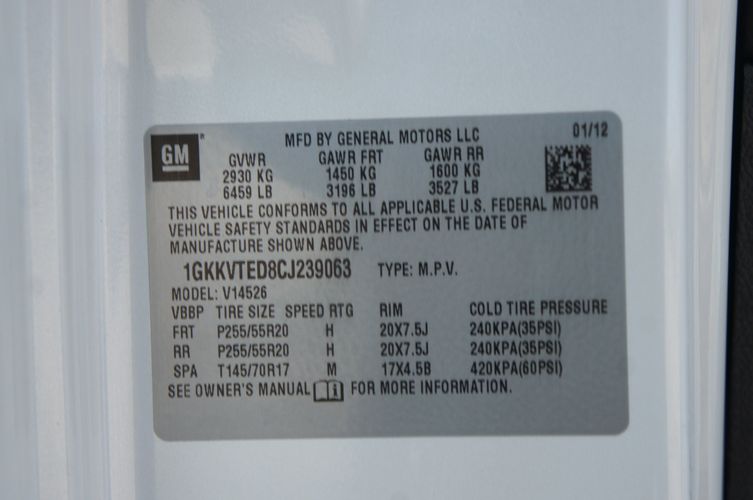 GM
MFD BY GENERAL MOTORS LLC 01/12
GVWR GAWR FRT GAWR RR
2930 KG 1450 KG 1600 KG
6459 LB 3196 LB 3527 LB
THIS VEHICLE CONFORMS TO ALL APPLICABLE U.S. FEDERAL MOTOR
VEHICLE SAFETY STANDARDS IN EFFECT ON THE DATE OF
MANUFACTURE SHOWN ABOVE.
1GKKVTED8CJ239063 TYPE: M.P.V.
MODEL: V14526
VBBP TIRE SIZE SPEED RTG RIM COLD TIRE PRESSURE
FRT P255/55R20 H 20X7.5J 240KPA(35PSI)
RR P255/55R20 H 20X7.5J 240KPA(35PSI)
SPA T145/70R17 M 17X4.5B 420KPA(60PSI)
SEE OWNER'S MANUAL FOR MORE INFORMATION.